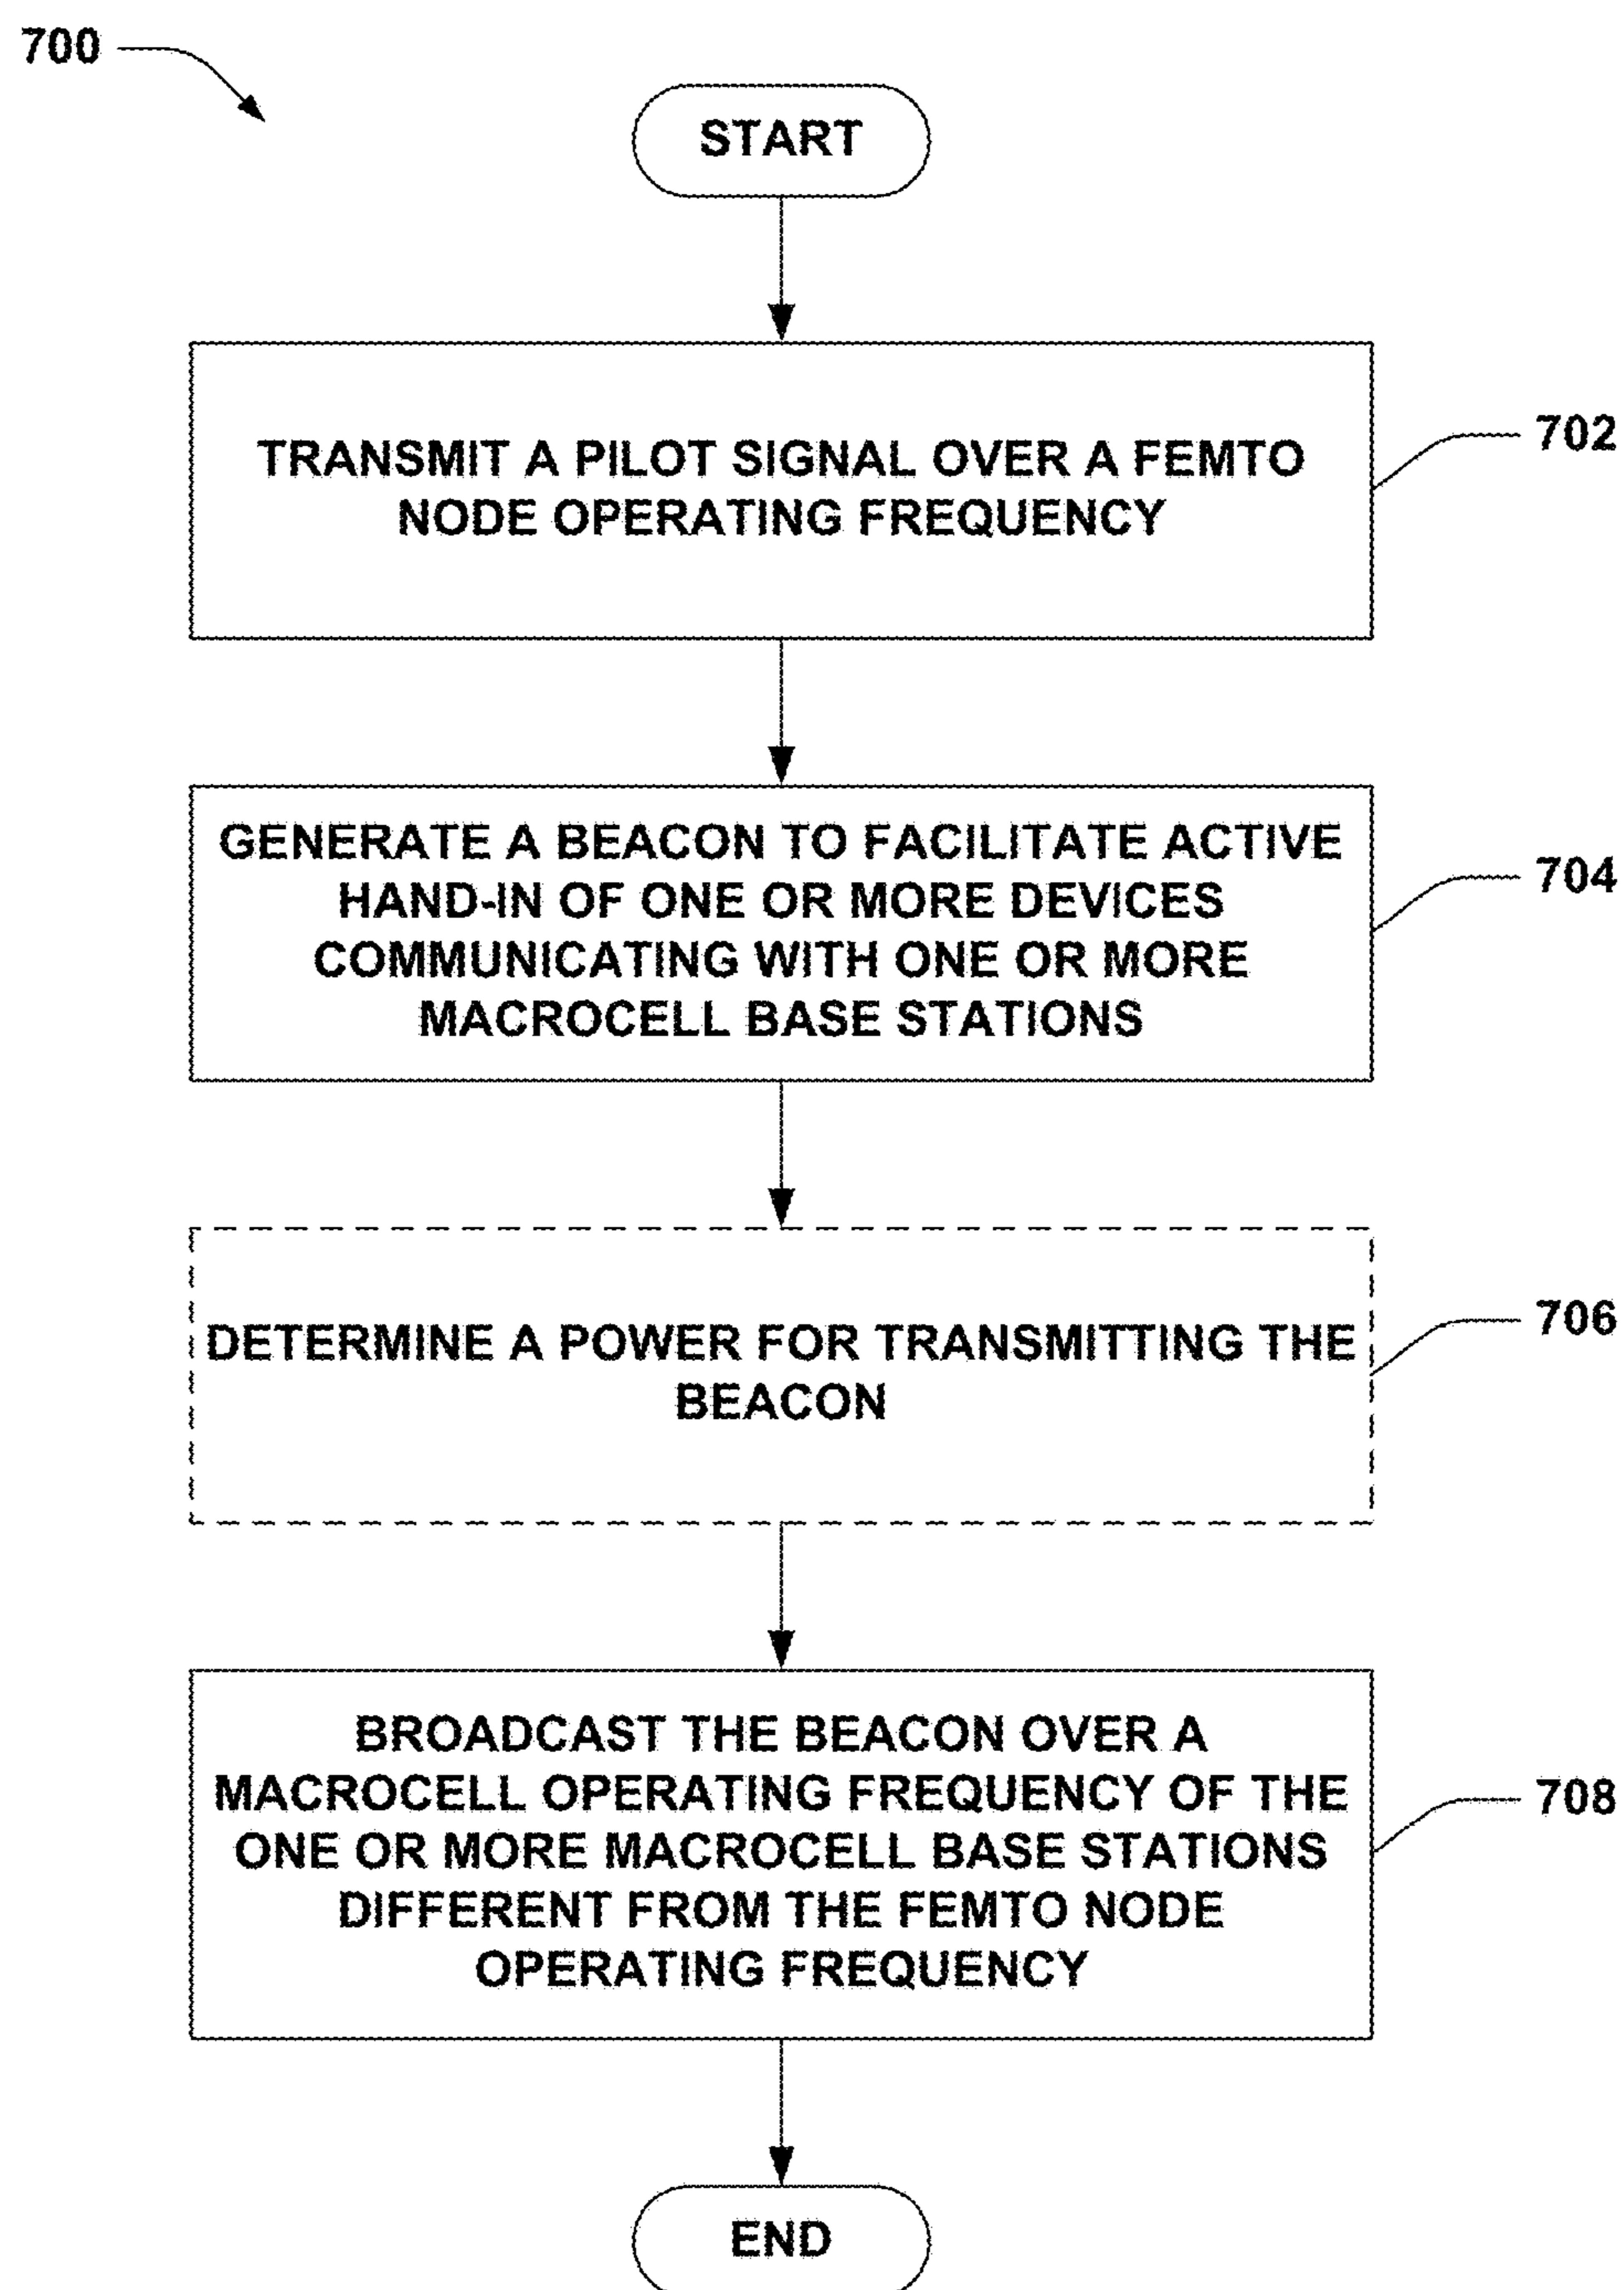 700
START
TRANSMIT A PILOT SIGNAL OVER A FEMTO
NODE OPERATING FREQUENCY
702
GENERATE A BEACON TO FACILITATE ACTIVE
HAND-IN OF ONE OR MORE DEVICES
COMMUNICATING WITH ONE OR MORE
MACROCELL BASE STATIONS
704
DETERMINE A POWER FOR TRANSMITTING THE
BEACON
706
BROADCAST THE BEACON OVER A
MACROCELL OPERATING FREQUENCY OF THE
ONE OR MORE MACROCELL BASE STATIONS
DIFFERENT FROM THE FEMTO NODE
OPERATING FREQUENCY
708
END